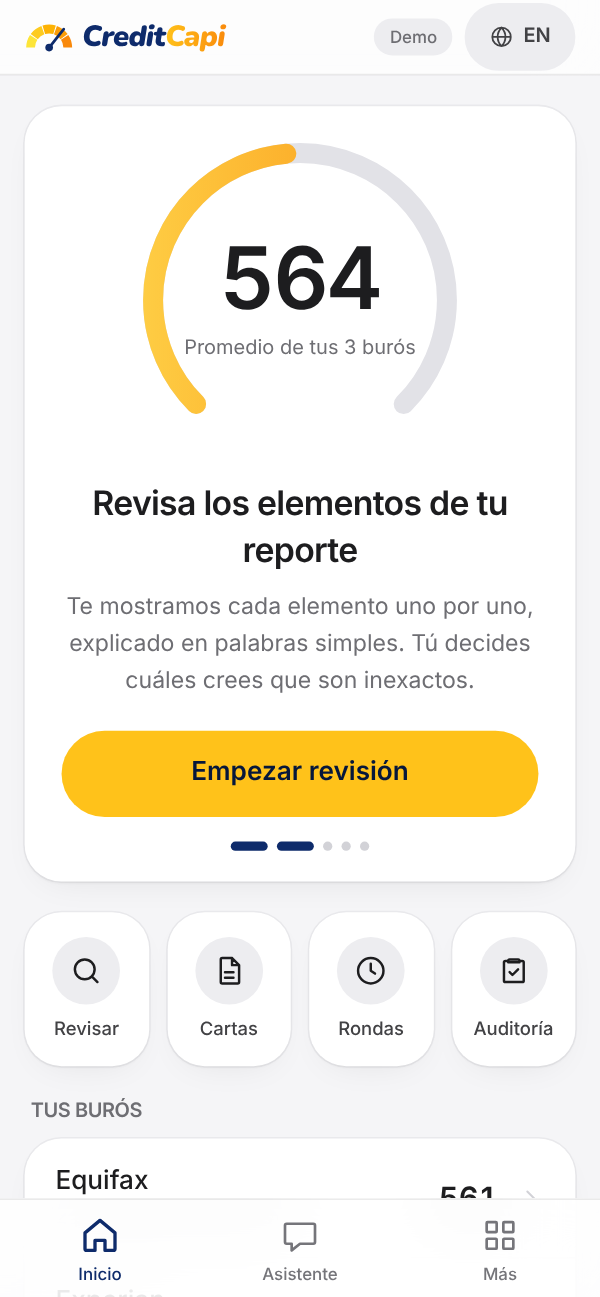 CreditCapi
Demo
EN
564
Promedio de tus 3 burós
Revisa los elementos de tu
reporte
Te mostramos cada elemento uno por uno,
explicado en palabras simples. Tú decides
cuáles crees que son inexactos.
Empezar revisión
Revisar
Cartas
Rondas
Auditoría
TUS BURÓS
Equifax
561
Experian
Inicio
Asistente
Más